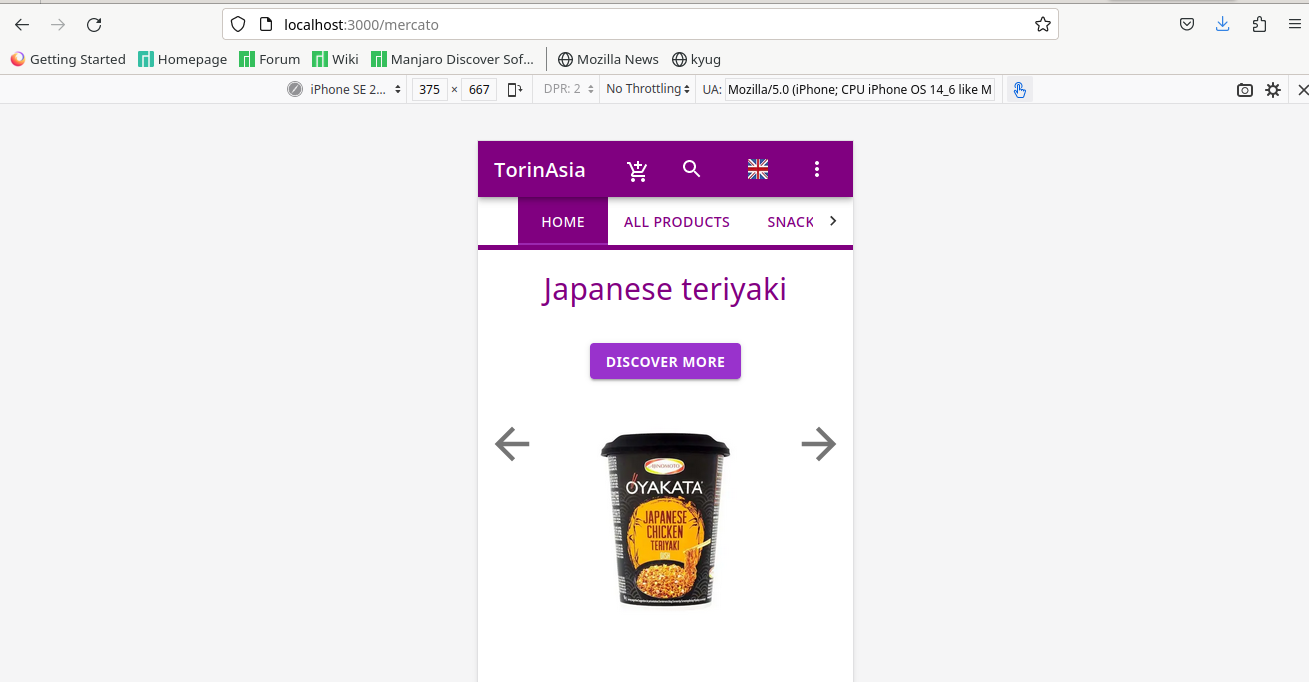 localhost:3000/mercato
Getting Started Homepage Forum Wiki Manjaro Discover Sof... Mozilla News kyug
iPhone SE 2... 375 × 667 DPR: 2 No Throttling UA: Mozilla/5.0 (iPhone; CPU iPhone OS 14_6 like M
TorinAsia
HOME ALL PRODUCTS SNACK
Japanese teriyaki
DISCOVER MORE
AJINOMOTO
OYAKATA
JAPANESE
CHICKEN
TERIYAKI